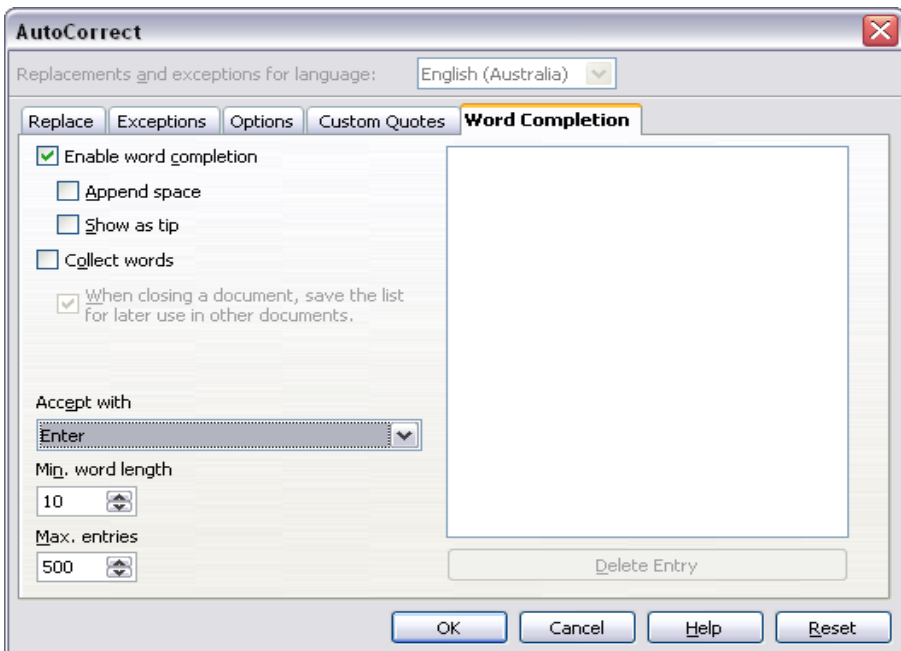 AutoCorrect
Replacements and exceptions for language: English (Australia)
Replace Exceptions Options Custom Quotes Word Completion
Enable word completion
Append space
Show as tip
Collect words
When closing a document, save the list
for later use in other documents.
Accept with
Enter
Min. word length
10
Max. entries
500
Delete Entry
OK Cancel Help Reset